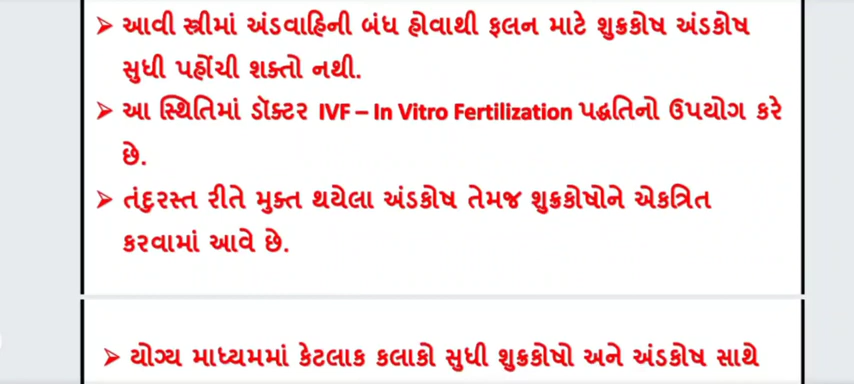 ➢ આવી સ્ત્રીમાં અંડવાહિની બંધ હોવાથી ફલન માટે શુક્રકોષ અંડકોષ
સુધી પહોંચી શક્તો નથી.
➢ આ સ્થિતિમાં ડૉક્ટર IVF – In Vitro Fertilization પદ્ધતિનો ઉપયોગ કરે
છે.
➢ તંદુરસ્ત રીતે મુક્ત થયેલા અંડકોષ તેમજ શુક્રકોષોને એકત્રિત
કરવામાં આવે છે.
➢ યોગ્ય માધ્યમમાં કેટલાક કલાકો સુધી શુક્રકોષો અને અંડકોષ સાથે